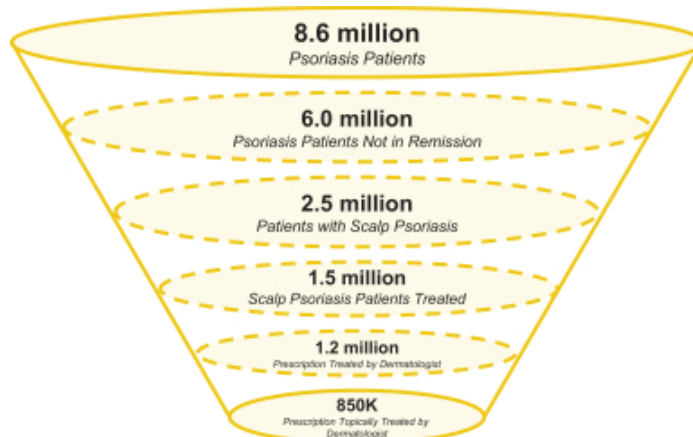 8.6 million
Psoriasis Patients
6.0 million
Psoriasis Patients Not in Remission
2.5 million
Patients with Scalp Psoriasis
1.5 million
Scalp Psoriasis Patients Treated
1.2 million
Prescription Treated by Dermatologist
850K
Prescription Topically Treated by
Dermatologist